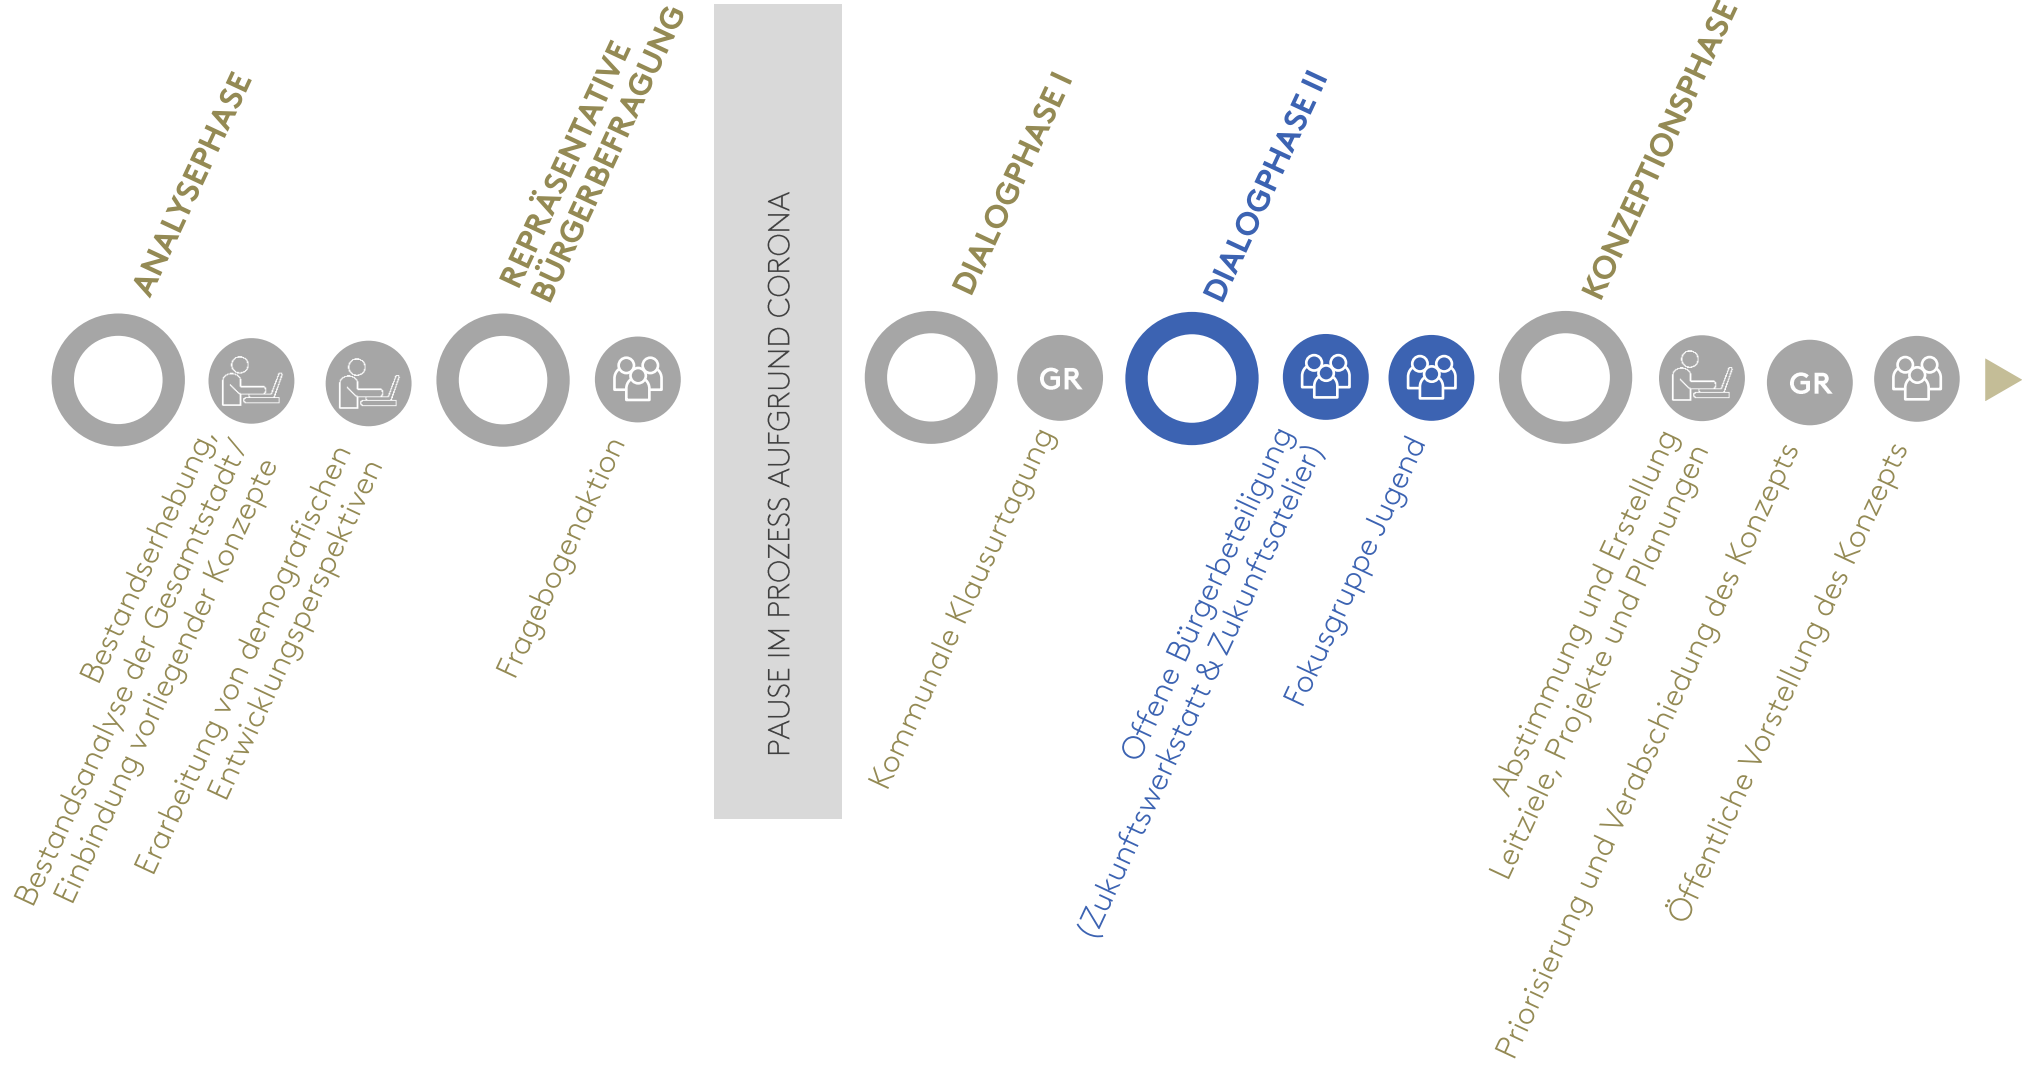 ANALYSEPHASE
Bestandserhebung,
Bestandsanalyse der Gesamtstadt/
Einbindung vorliegender Konzepte
Erarbeitung von demografischen
Entwicklungsperspektiven
REPRÄSENTATIVE
BÜRGERBEFRAGUNG
Fragebogenaktion
PAUSE IM PROZESS AUFGRUND CORONA
DIALOGPHASE I
GR
Kommunale Klausurtagung
DIALOGPHASE II
Offene Bürgerbeteiligung
(Zukunftswerkstatt & Zukunftsatelier)
Fokusgruppe Jugend
KONZEPTIONSPHASE
Abstimmung und Erstellung
Leitziele, Projekte und Planungen
GR
Priorisierung und Verabschiedung des Konzepts
Öffentliche Vorstellung des Konzepts